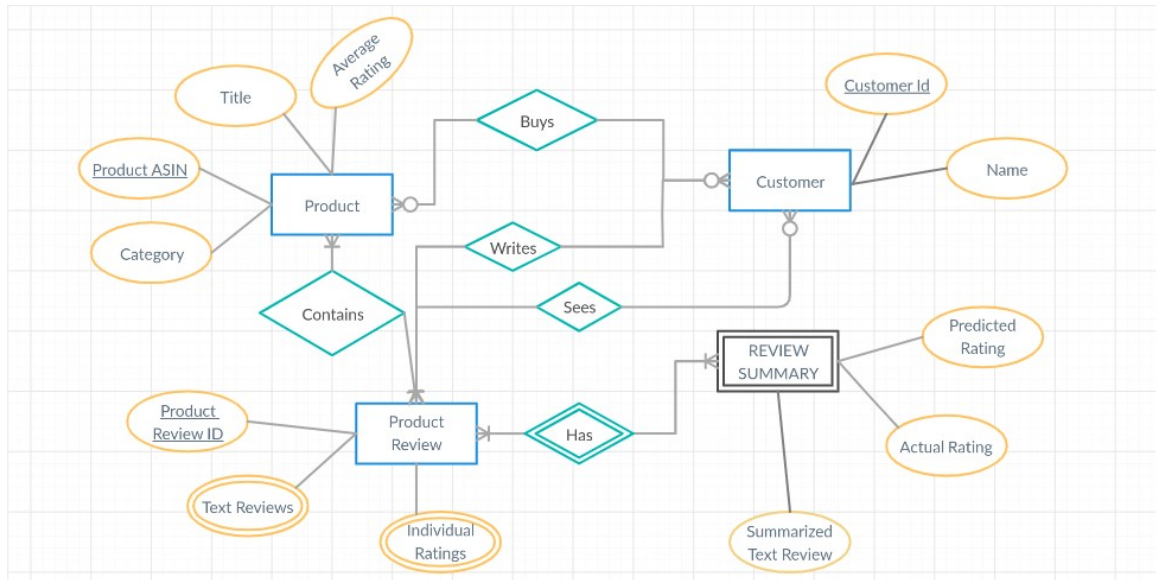 Average
Rating
Title
Buys
Customer Id
Product ASIN
Name
Customer
Product
Category
Writes
Sees
Contains
Predicted
Rating
REVIEW
SUMMARY
Product
Review ID
Product
Review
Has
Actual Rating
Text Reviews
Individual
Ratings
Summarized
Text Review